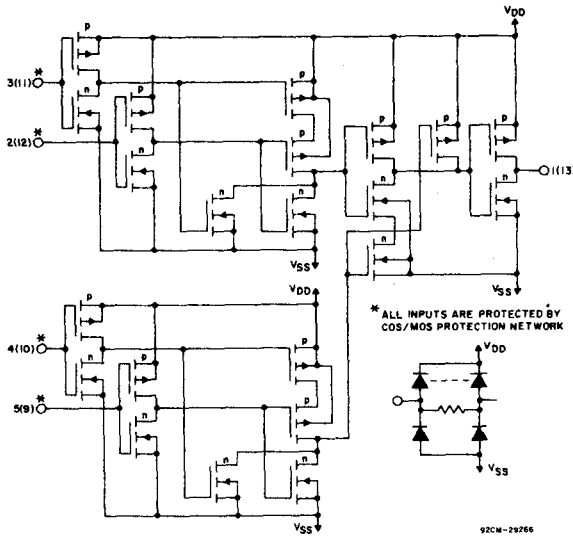 p
VDD
*
3(11)
n
p
p
2(12)
*
p
p
p
p
n
n
1(13)
n
n
n
n
VSS
VSS
VDD
* ALL INPUTS ARE PROTECTED BY
COS/MOS PROTECTION NETWORK
p
*
4(10)
n
p
p
VDD
5(9)
*
n
p
n
n
VSS
VSS
92CM-29266